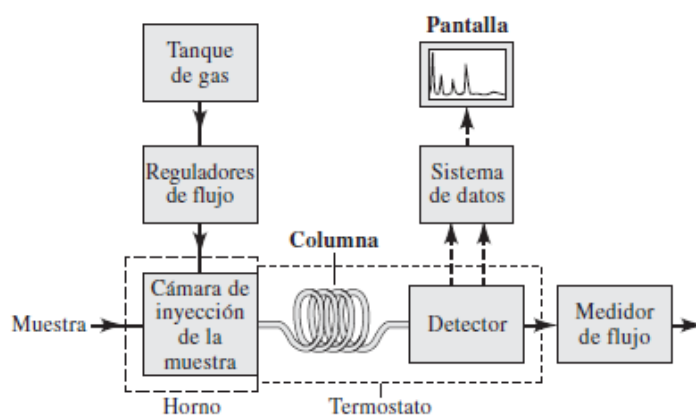 Pantalla
Tanque
de gas
Reguladores
de flujo
Sistema
de datos
Columna
Muestra
Cámara de
inyección
de la
muestra
Detector
Medidor
de flujo
Horno
Termostato